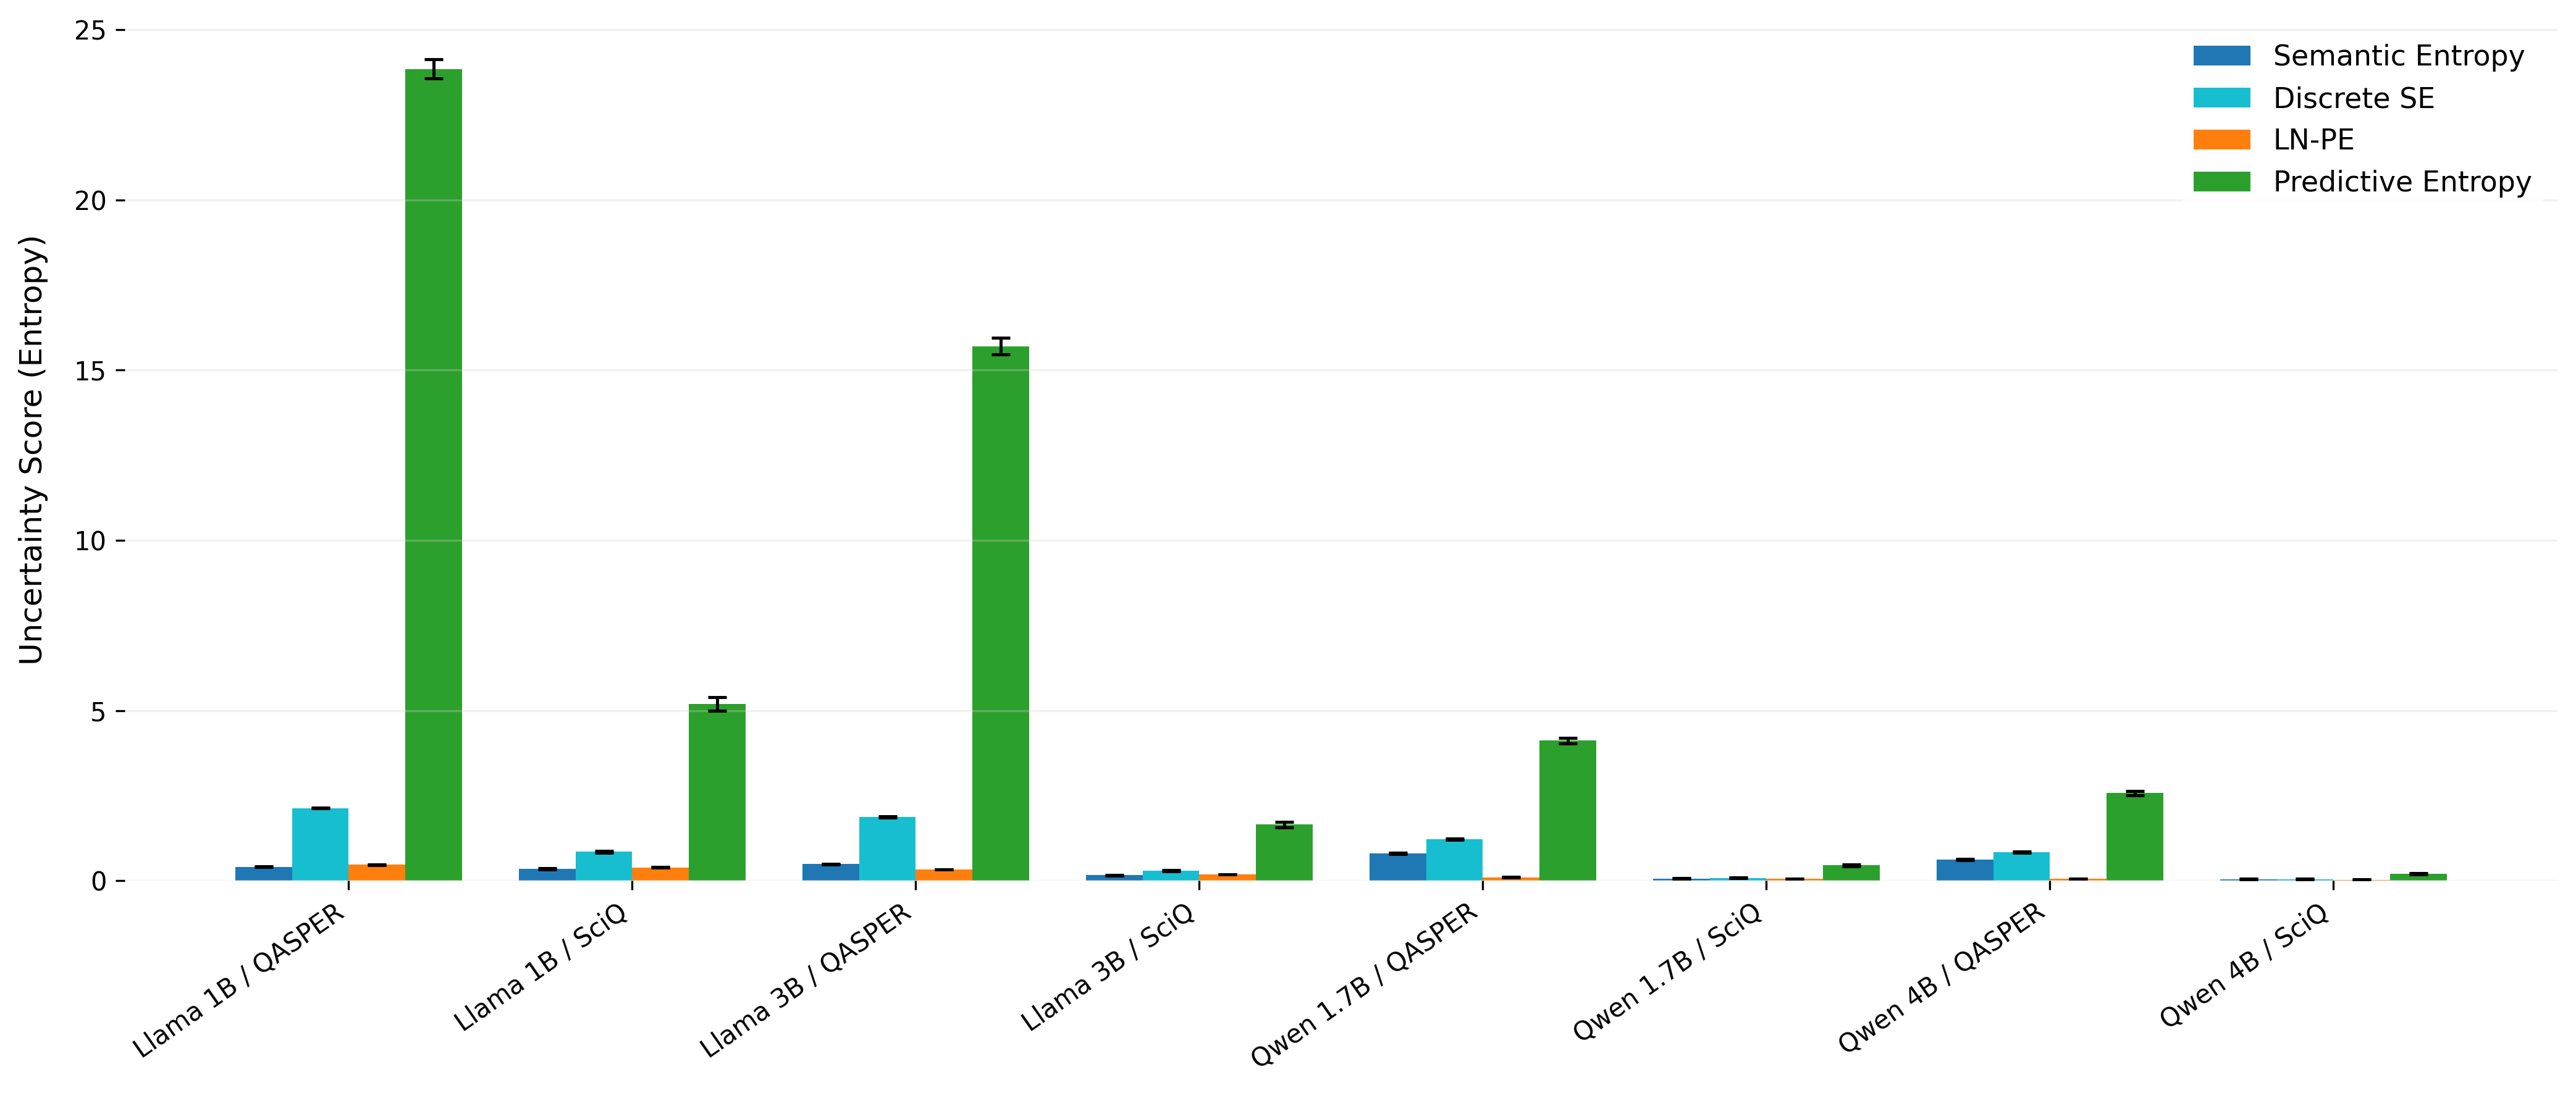 Uncertainty Score (Entropy)
25
20
15
10
5
0
Semantic Entropy
Discrete SE
LN-PE
Predictive Entropy
Llama 1B / QASPER
Llama 1B / SciQ
Llama 3B / QASPER
Llama 3B / SciQ
Qwen 1.7B / QASPER
Qwen 1.7B / SciQ
Qwen 4B / QASPER
Qwen 4B / SciQ